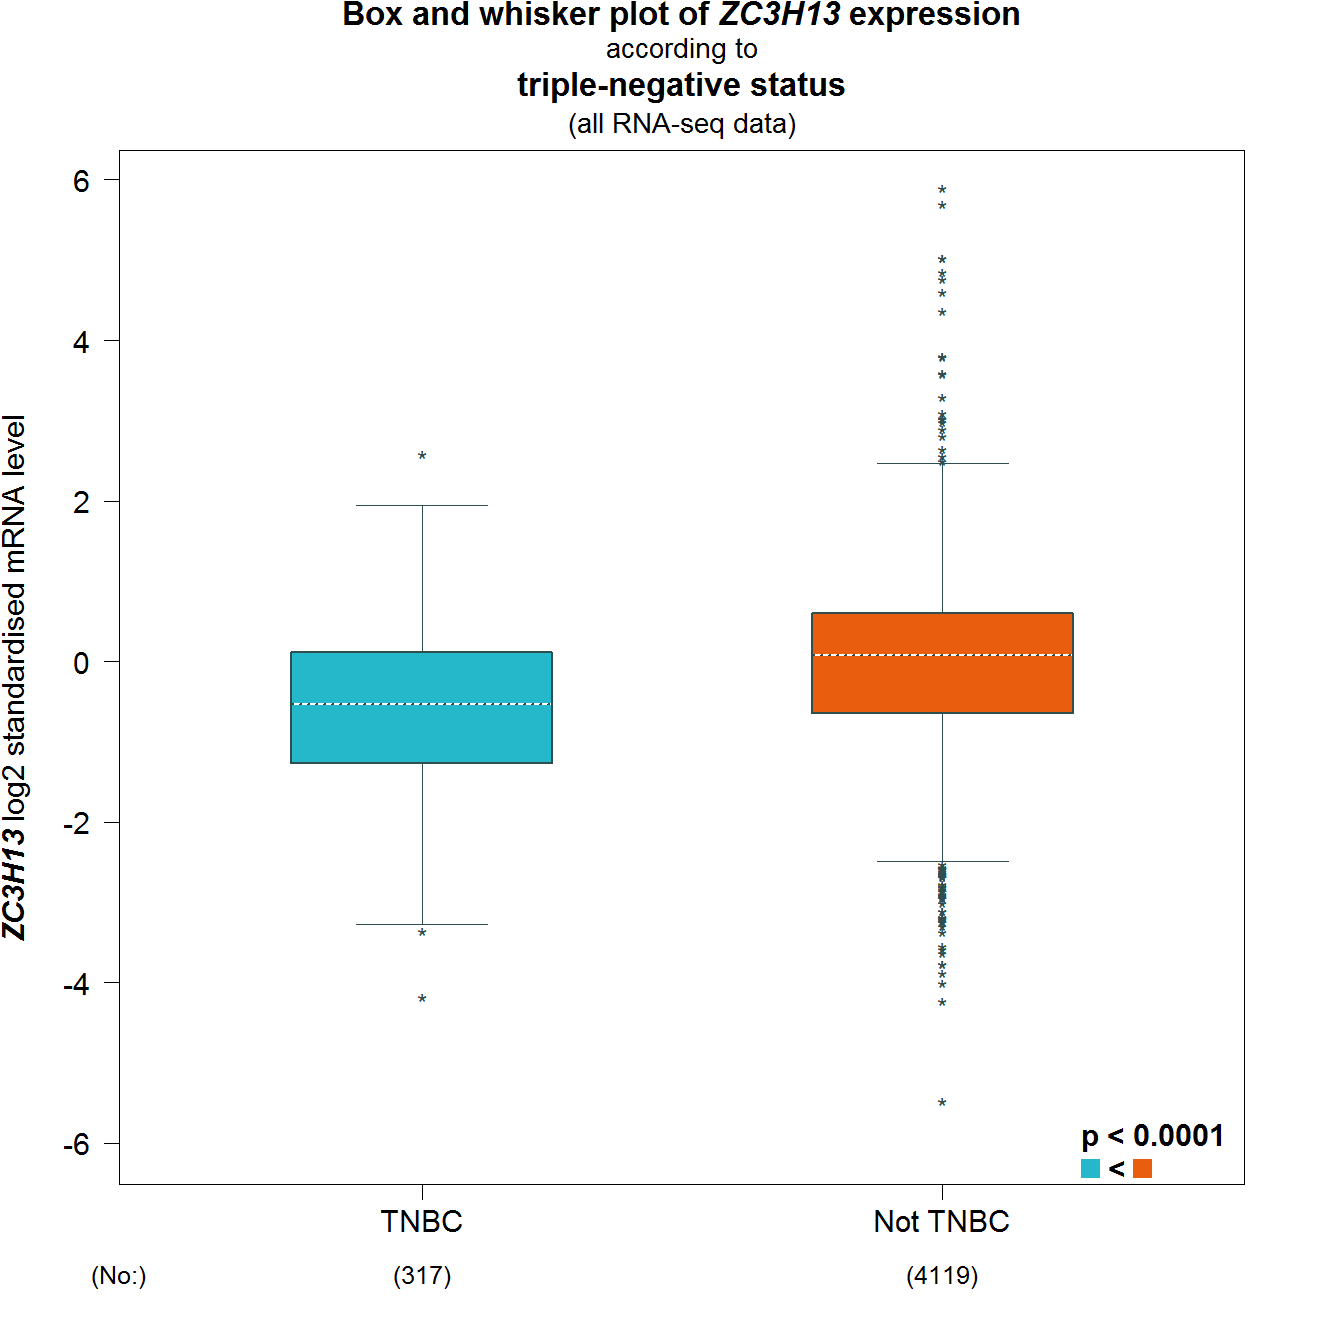 Box and whisker plot of ZC3H13 expression
according to
triple-negative status
(all RNA-seq data)
ZC3H13 log2 standardised mRNA level
6
4
2
0
-2
-4
-6
p < 0.0001
<
TNBC
Not TNBC
(No:)
(317)
(4119)